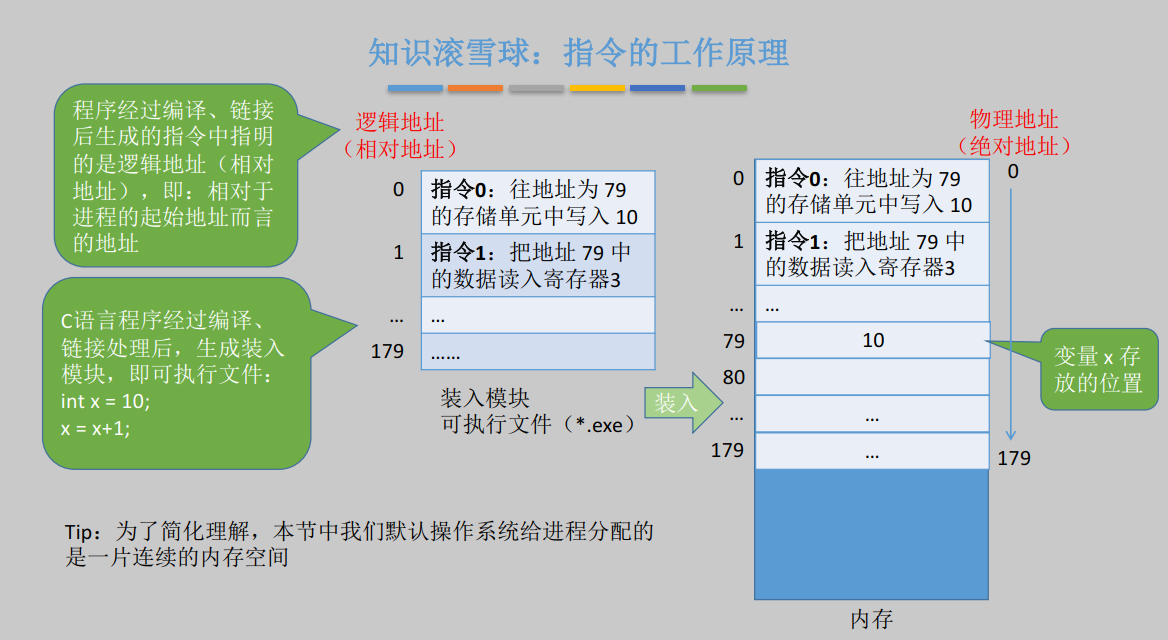 知识滚雪球：指令的工作原理
程序经过编译、链接
后生成的指令中指明
的是逻辑地址（相对
地址），即：相对于
进程的起始地址而言
的地址
C语言程序经过编译、
链接处理后，生成装入
模块，即可执行文件：
int x = 10;
x = x+1;
逻辑地址
（相对地址）
0
指令0：往地址为 79
的存储单元中写入 10
1
指令1：把地址 79 中
的数据读入寄存器3
...
...
179
......
装入模块
可执行文件（*.exe）
装入
物理地址
（绝对地址）
0
指令0：往地址为 79
的存储单元中写入 10
1
指令1：把地址 79 中
的数据读入寄存器3
...
...
79
10
80
...
...
179
...
0
179
变量 x 存
放的位置
内存
Tip：为了简化理解，本节中我们默认操作系统给进程分配的
是一片连续的内存空间